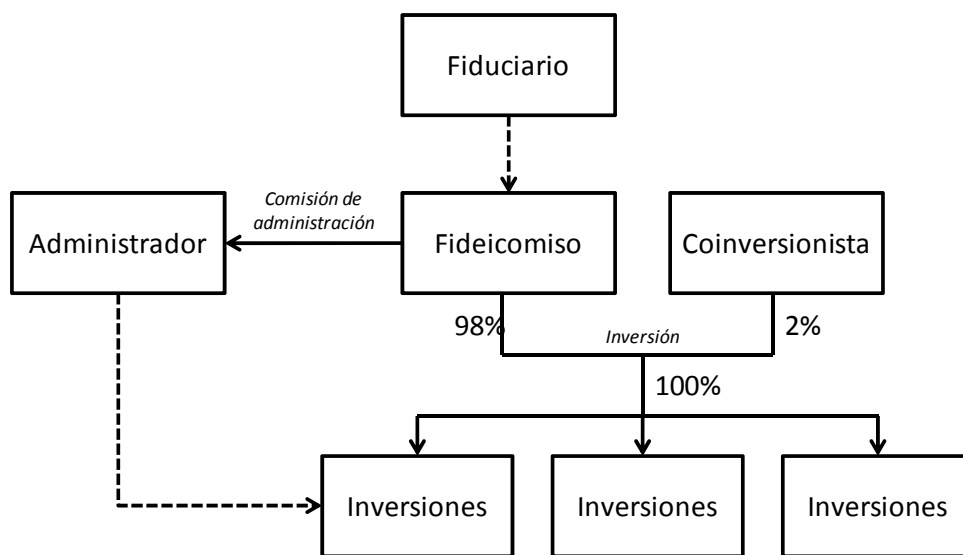 Fiduciario
Comisión de
administración
Administrador
Fideicomiso
Coinversionista
98%
Inversión
2%
100%
Inversiones
Inversiones
Inversiones